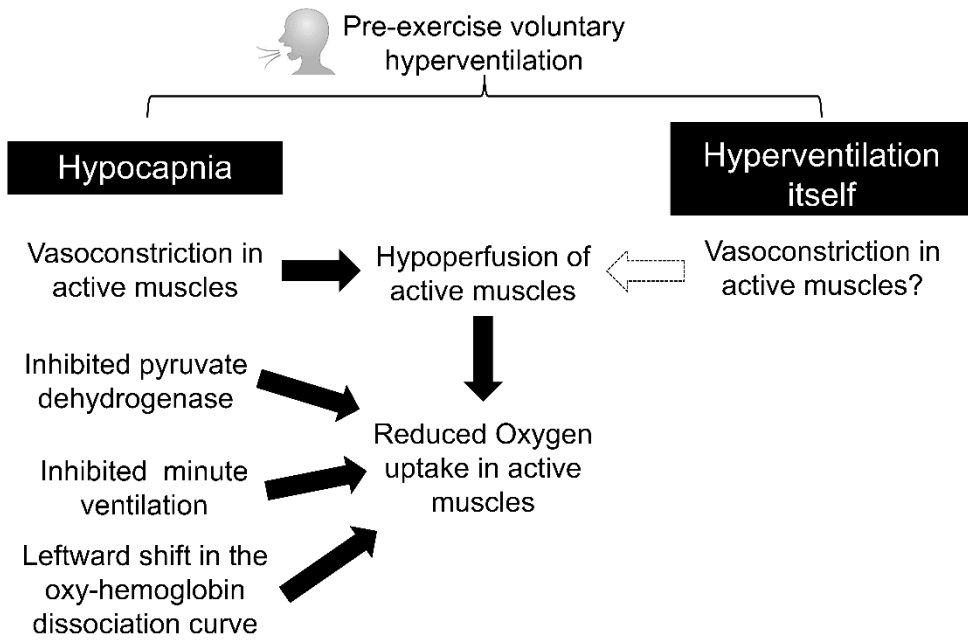 Pre-exercise voluntary
hyperventilation
Hypocapnia
Hyperventilation
itself
Vasoconstriction in
active muscles
Hypoperfusion of
active muscles
Vasoconstriction in
active muscles?
Inhibited pyruvate
dehydrogenase
Reduced Oxygen
uptake in active
muscles
Inhibited minute
ventilation
Leftward shift in the
oxy-hemoglobin
dissociation curve